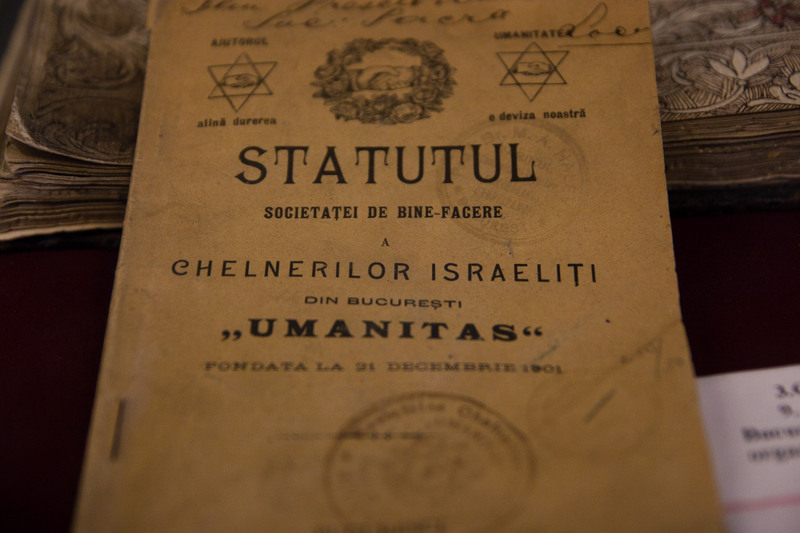 AJUTORUL
UMANITATEA
alină durerea
e deviza noastră
STATUTUL
SOCIETAȚEI DE BINE-FACERE
A
CHELNERILOR ISRAELIȚI
DIN BUCUREȘTI
„UMANITAS“
FONDATA LA 21 DECEMBRIE 1901